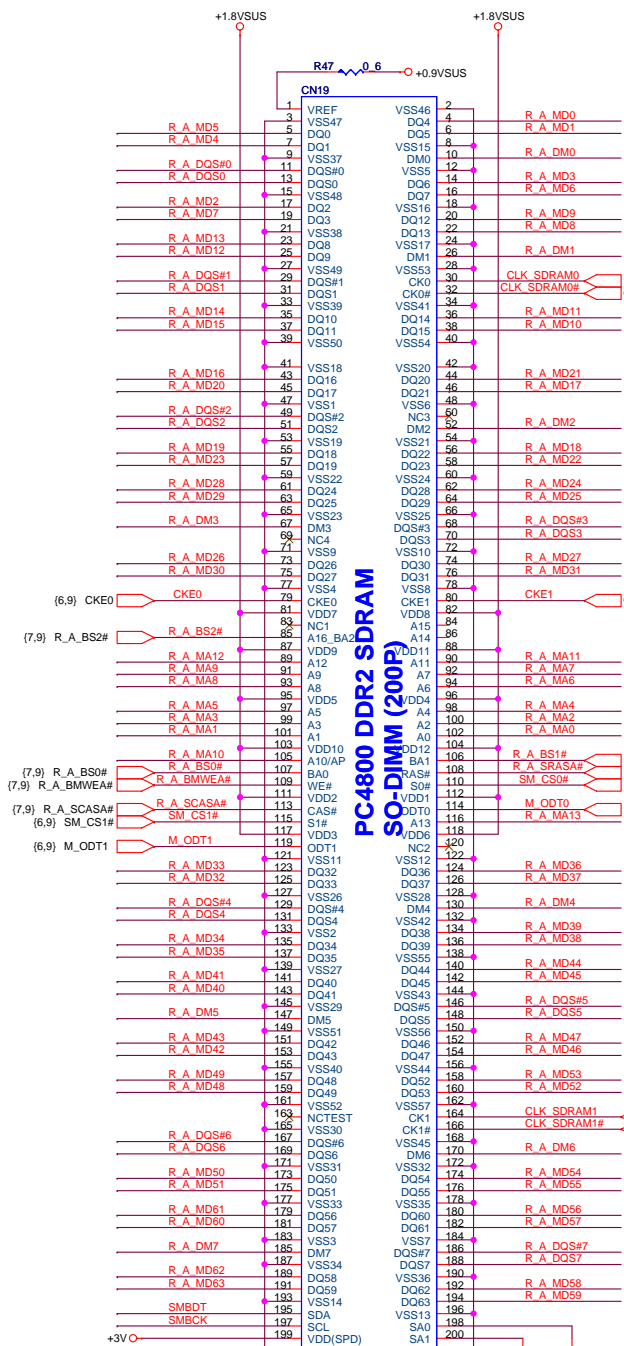 +1.8VSUS +1.8VSUS
R47 0_6 +0.9VSUS
CN19
1 VREF VSS46 2
3 VSS47 DQ4 4 R_A_MD0
R_A_MD5 5 DQ0 DQ5 6 R_A_MD1
R_A_MD4 7 DQ1 VSS15 8
9 VSS37 DM0 10 R_A_DM0
R_A_DQS#0 11 DQS#0 VSS5 12
R_A_DQS0 13 DQS0 DQ6 14 R_A_MD3
15 VSS48 DQ7 16 R_A_MD6
R_A_MD2 17 DQ2 VSS16 18
R_A_MD7 19 DQ3 DQ12 20 R_A_MD9
21 VSS38 DQ13 22 R_A_MD8
R_A_MD13 23 DQ8 VSS17 24
R_A_MD12 25 DQ9 DM1 26 R_A_DM1
27 VSS49 VSS53 28
R_A_DQS#1 29 DQS#1 CK0 30 CLK_SDRAM0
R_A_DQS1 31 DQS1 CK0# 32 CLK_SDRAM0#
33 VSS39 VSS41 34
R_A_MD14 35 DQ10 DQ14 36 R_A_MD11
R_A_MD15 37 DQ11 DQ15 38 R_A_MD10
39 VSS50 VSS54 40
41 VSS18 VSS20 42
R_A_MD16 43 DQ16 DQ20 44 R_A_MD21
R_A_MD20 45 DQ17 DQ21 46 R_A_MD17
47 VSS1 VSS6 48
R_A_DQS#2 49 DQS#2 NC3 50
R_A_DQS2 51 DQS2 DM2 52 R_A_DM2
53 VSS19 VSS21 54
R_A_MD19 55 DQ18 DQ22 56 R_A_MD18
R_A_MD23 57 DQ19 DQ23 58 R_A_MD22
59 VSS22 VSS24 60
R_A_MD28 61 DQ24 DQ28 62 R_A_MD24
R_A_MD29 63 DQ25 DQ29 64 R_A_MD25
65 VSS23 VSS25 66
R_A_DM3 67 DM3 DQS#3 68 R_A_DQS#3
69 NC4 DQS3 70 R_A_DQS3
71 VSS9 VSS10 72
R_A_MD26 73 DQ26 DQ30 74 R_A_MD27
R_A_MD30 75 DQ27 DQ31 76 R_A_MD31
77 VSS4 VSS8 78
{6,9} CKE0 CKE0 79 CKE0 CKE1 80 CKE1
81 VDD7 VDD8 82
83 NC1 A15 84
{7,9} R_A_BS2# R_A_BS2# 85 A16_BA2 A14 86
87 VDD9 VDD11 88
R_A_MA12 89 A12 A11 90 R_A_MA11
R_A_MA9 91 A9 A7 92 R_A_MA7
R_A_MA8 93 A8 A6 94 R_A_MA6
95 VDD5 VDD4 96
R_A_MA5 97 A5 A4 98 R_A_MA4
R_A_MA3 99 A3 A2 100 R_A_MA2
R_A_MA1 101 A1 A0 102 R_A_MA0
103 VDD10 VDD12 104
R_A_MA10 105 A10/AP BA1 106 R_A_BS1#
{7,9} R_A_BS0# R_A_BS0# 107 BA0 RAS# 108 R_A_SRASA#
{7,9} R_A_BMWEA# R_A_BMWEA# 109 WE# S0# 110 SM_CS0#
111 VDD2 VDD1 112
{7,9} R_A_SCASA# R_A_SCASA# 113 CAS# ODT0 114 M_ODT0
{6,9} SM_CS1# SM_CS1# 115 S1# A13 116 R_A_MA13
117 VDD3 VDD6 118
{6,9} M_ODT1 M_ODT1 119 ODT1 NC2 120
PC4800 DDR2 SDRAM
SO-DIMM (200P)
121 VSS11 VSS12 122
R_A_MD33 123 DQ32 DQ36 124 R_A_MD36
R_A_MD32 125 DQ33 DQ37 126 R_A_MD37
127 VSS26 VSS28 128
R_A_DQS#4 129 DQS#4 DM4 130 R_A_DM4
R_A_DQS4 131 DQS4 VSS42 132
133 VSS2 DQ38 134 R_A_MD39
R_A_MD34 135 DQ34 DQ39 136 R_A_MD38
R_A_MD35 137 DQ35 VSS55 138
139 VSS27 DQ44 140 R_A_MD44
R_A_MD41 141 DQ40 DQ45 142 R_A_MD45
R_A_MD40 143 DQ41 VSS43 144
145 VSS29 DQS#5 146 R_A_DQS#5
R_A_DM5 147 DM5 DQS5 148 R_A_DQS5
149 VSS51 VSS56 150
R_A_MD43 151 DQ42 DQ46 152 R_A_MD47
R_A_MD42 153 DQ43 DQ47 154 R_A_MD46
155 VSS40 VSS44 156
R_A_MD49 157 DQ48 DQ52 158 R_A_MD53
R_A_MD48 159 DQ49 DQ53 160 R_A_MD52
161 VSS52 VSS57 162
163 NCTEST CK1 164 CLK_SDRAM1
165 VSS30 CK1# 166 CLK_SDRAM1#
R_A_DQS#6 167 DQS#6 VSS45 168
R_A_DQS6 169 DQS6 DM6 170 R_A_DM6
171 VSS31 VSS32 172
R_A_MD50 173 DQ50 DQ54 174 R_A_MD54
R_A_MD51 175 DQ51 DQ55 176 R_A_MD55
177 VSS33 VSS35 178
R_A_MD61 179 DQ56 DQ60 180 R_A_MD56
R_A_MD60 181 DQ57 DQ61 182 R_A_MD57
183 VSS3 VSS7 184
R_A_DM7 185 DM7 DQS#7 186 R_A_DQS#7
187 VSS34 DQS7 188 R_A_DQS7
R_A_MD62 189 DQ58 VSS36 190
R_A_MD63 191 DQ59 DQ62 192 R_A_MD58
193 VSS14 DQ63 194 R_A_MD59
SMBDT 195 SDA VSS13 196
SMBCK 197 SCL SA0 198
+3V 199 VDD(SPD) SA1 200